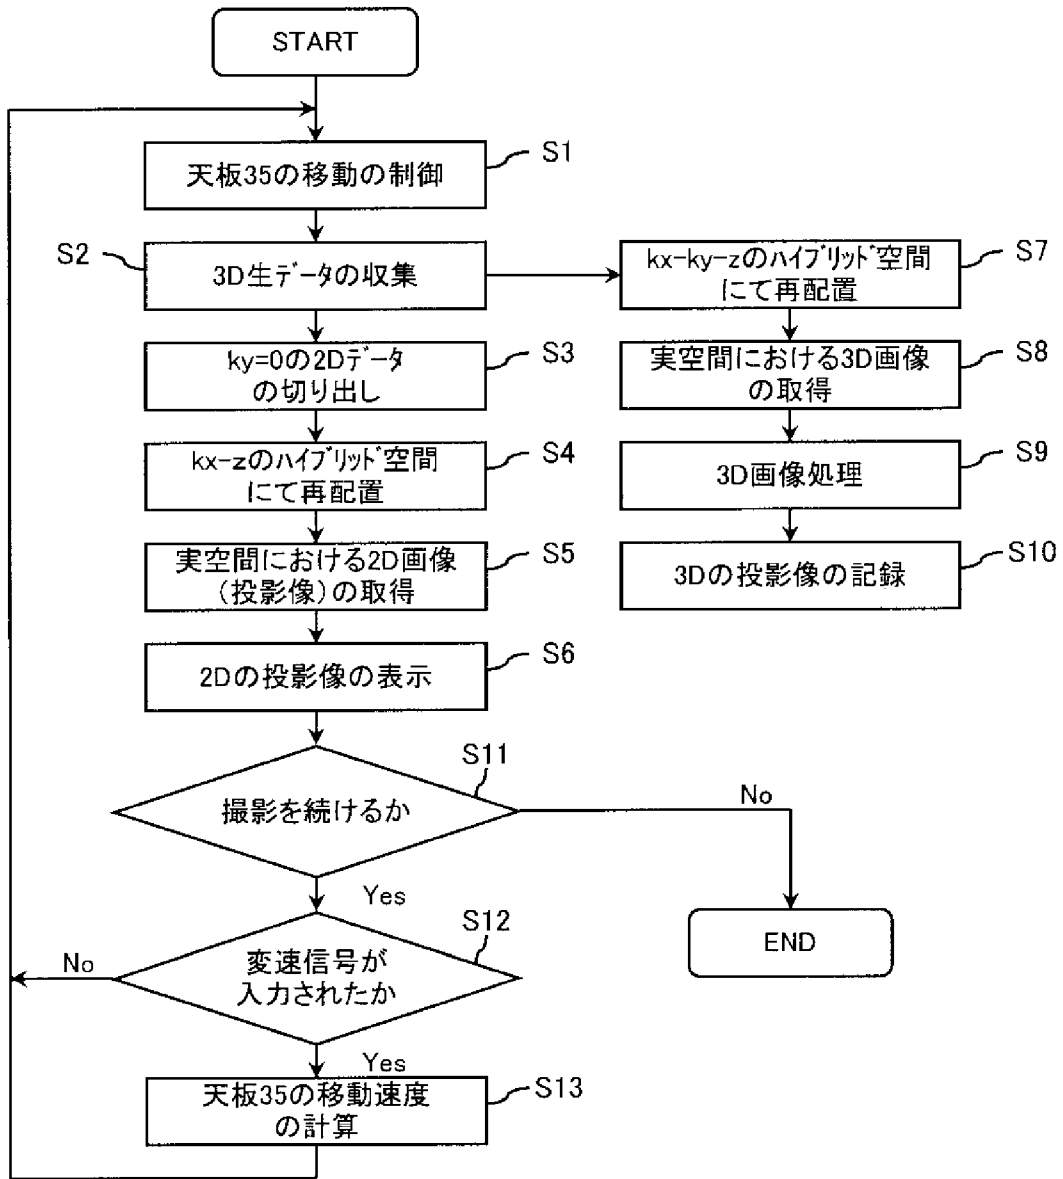 START
天板35の移動の制御
S1
3D生データの収集
S2
ky=0の2Dデータ
の切り出し
S3
kx-zのハイブリッド空間
にて再配置
S4
実空間における2D画像
(投影像)の取得
S5
2Dの投影像の表示
S6
kx-ky-zのハイブリッド空間
にて再配置
S7
実空間における3D画像
の取得
S8
3D画像処理
S9
3Dの投影像の記録
S10
撮影を続けるか
S11
No
Yes
END
変速信号が
入力されたか
S12
No
Yes
天板35の移動速度
の計算
S13